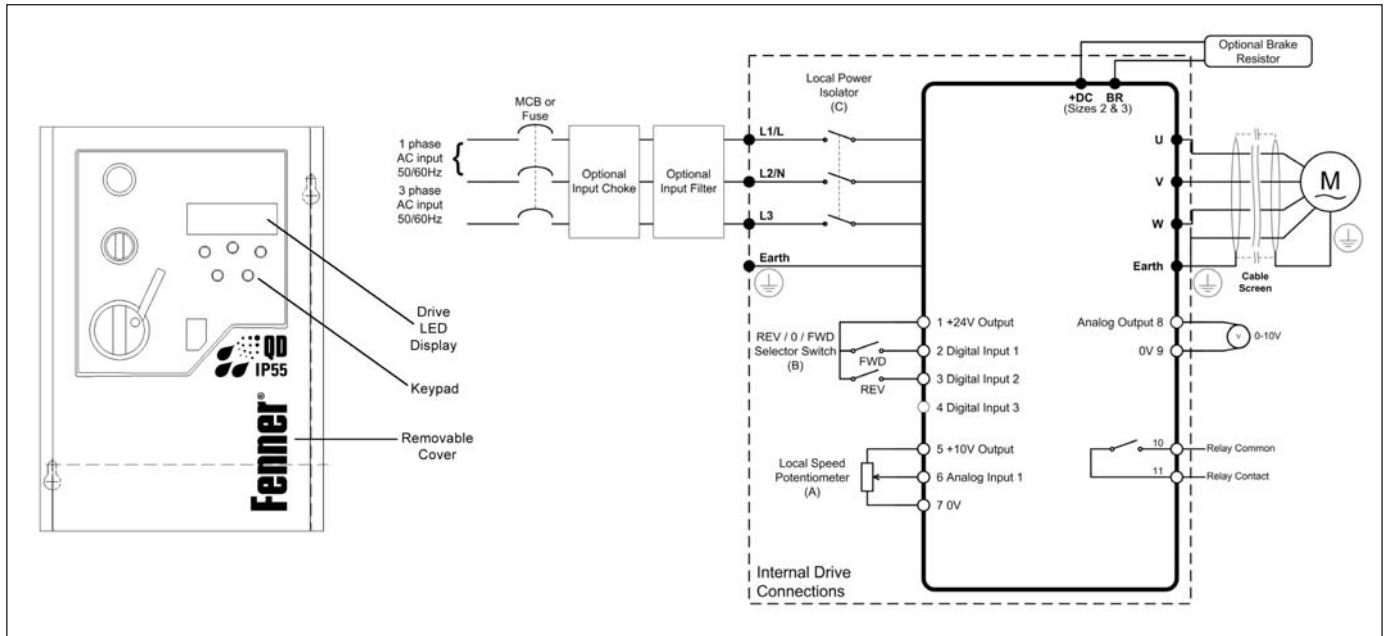 Drive
LED
Display
Keypad
Removable
Cover
QD
IP55
Fenner®
1 phase
AC input
50/60Hz
3 phase
AC input
50/60Hz
MCB or
Fuse
Optional
Input Choke
Optional
Input Filter
L1/L
L2/N
L3
Earth
Local Power
Isolator
(C)
+DC BR
(Sizes 2 & 3)
Optional Brake
Resistor
U
V
W
Earth
M
Cable
Screen
REV / 0 / FWD
Selector Switch
(B)
FWD
REV
1 +24V Output
2 Digital Input 1
3 Digital Input 2
4 Digital Input 3
Local Speed
Potentiometer
(A)
5 +10V Output
6 Analog Input 1
7 0V
Analog Output 8
0V 9
V
0-10V
10
Relay Common
11
Relay Contact
Internal Drive
Connections